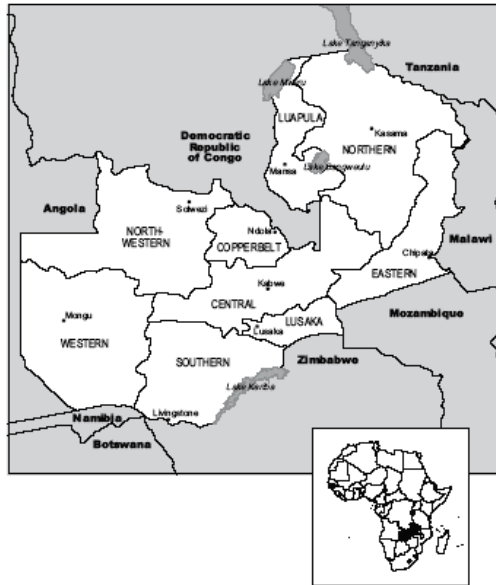 Lake Tanganyika
Tanzania
Lake Mweru
LUAPULA
Democratic
Republic
of Congo
Kasama
NORTHERN
Mansa
Lake Bangweulu
Angola
Solwezi
NORTH-
WESTERN
Ndola
COPPERBELT
Malawi
Chipata
EASTERN
Kabwe
CENTRAL
Mozambique
Mongu
WESTERN
LUSAKA
Lusaka
SOUTHERN
Zimbabwe
Lake Kariba
Namibia
Livingstone
Botswana